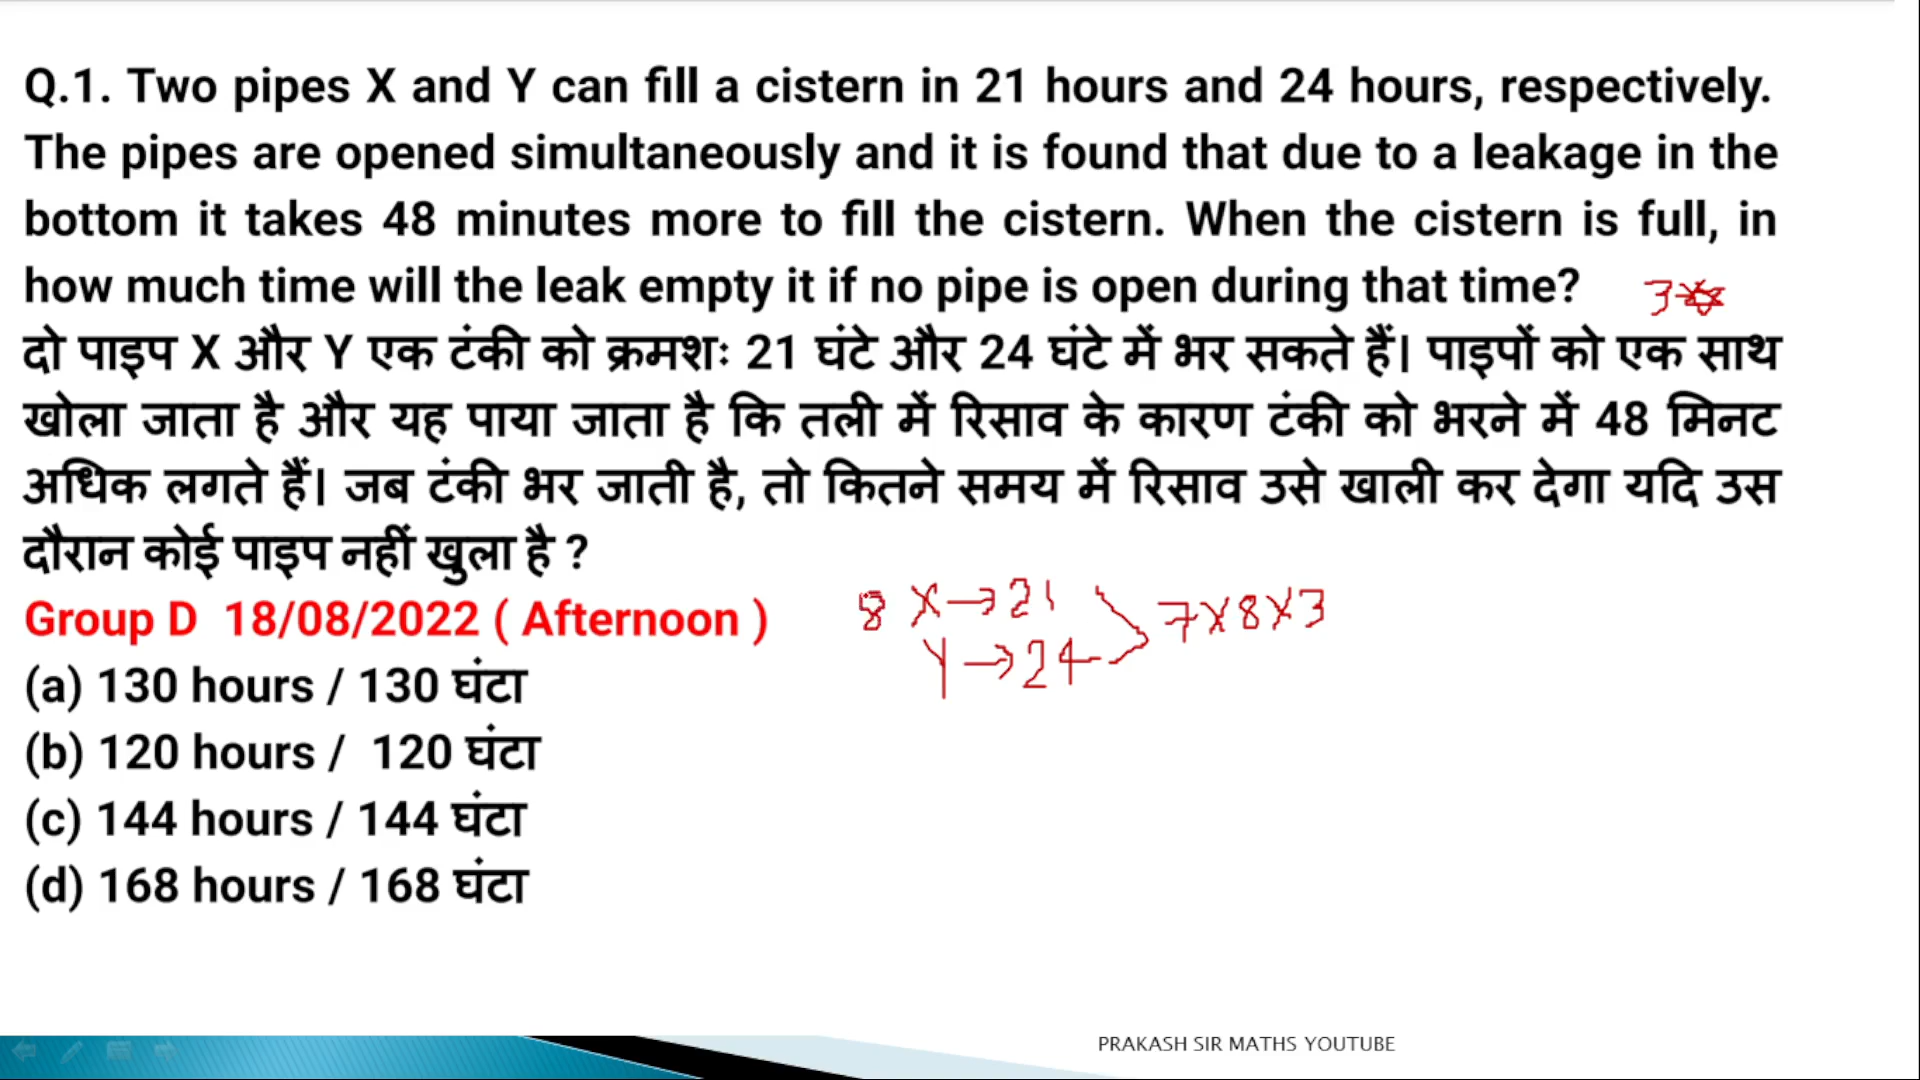 Q.1. Two pipes X and Y can fill a cistern in 21 hours and 24 hours, respectively.
The pipes are opened simultaneously and it is found that due to a leakage in the
bottom it takes 48 minutes more to fill the cistern. When the cistern is full, in
how much time will the leak empty it if no pipe is open during that time?
दो पाइप X और Y एक टंकी को क्रमशः 21 घंटे और 24 घंटे में भर सकते हैं। पाइपों को एक साथ
खोला जाता है और यह पाया जाता है कि तली में रिसाव के कारण टंकी को भरने में 48 मिनट
अधिक लगते हैं। जब टंकी भर जाती है, तो कितने समय में रिसाव उसे खाली कर देगा यदि उस
दौरान कोई पाइप नहीं खुला है ?
Group D 18/08/2022 ( Afternoon )
8 X→21
Y→24
7×8×3
(a) 130 hours / 130 घंटा
(b) 120 hours / 120 घंटा
(c) 144 hours / 144 घंटा
(d) 168 hours / 168 घंटा
PRAKASH SIR MATHS YOUTUBE